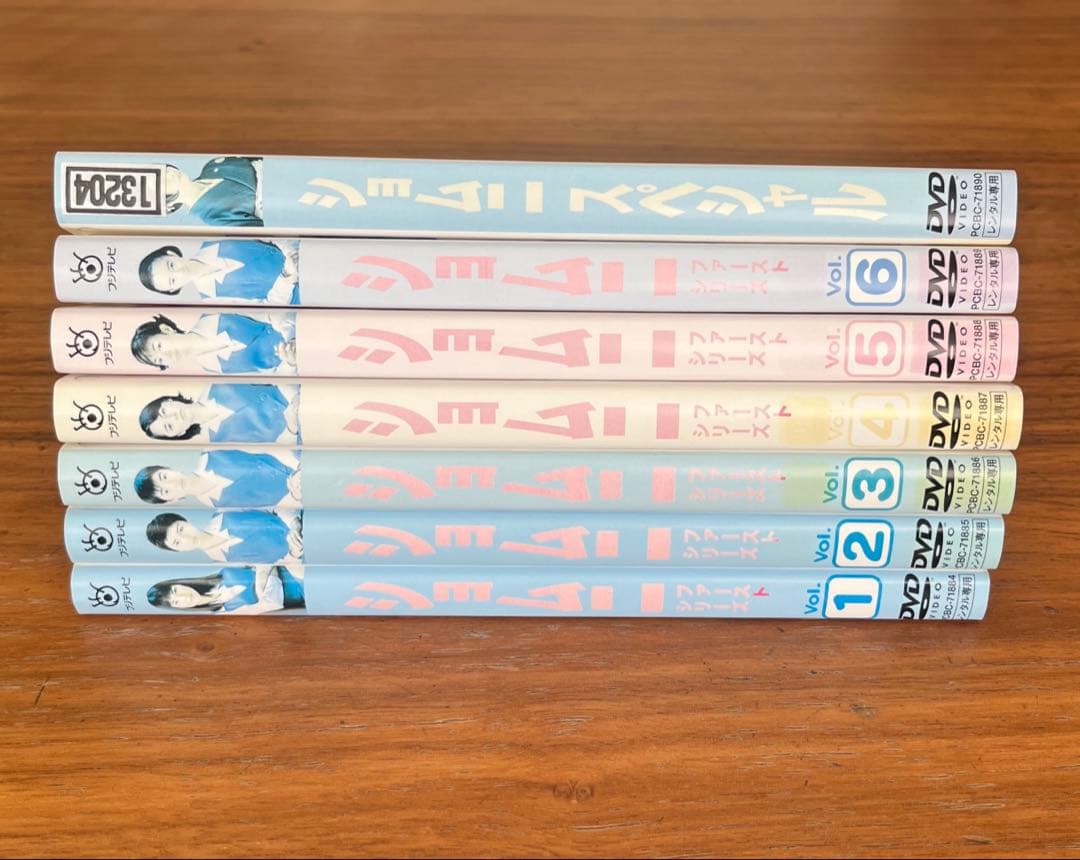 13204
ショムニスペシャル
DVD
VIDEO
PCBC-71890
レンタル専用
フジテレビ
ショムニ
ファースト
シリーズ
Vol.
6
DVD
VIDEO
PCBC-71889
レンタル専用
フジテレビ
ショムニ
ファースト
シリーズ
Vol.
5
DVD
VIDEO
PCBC-71888
レンタル専用
フジテレビ
ショムニ
ファースト
シリーズ
Vol.
4
DVD
VIDEO
PCBC-71887
レンタル専用
フジテレビ
ショムニ
ファースト
シリーズ
Vol.
3
DVD
VIDEO
PCBC-71886
レンタル専用
フジテレビ
ショムニ
ファースト
シリーズ
Vol.
2
DVD
VIDEO
PCBC-71885
レンタル専用
フジテレビ
ショムニ
ファースト
シリーズ
Vol.
1
DVD
VIDEO
PCBC-71884
レンタル専用